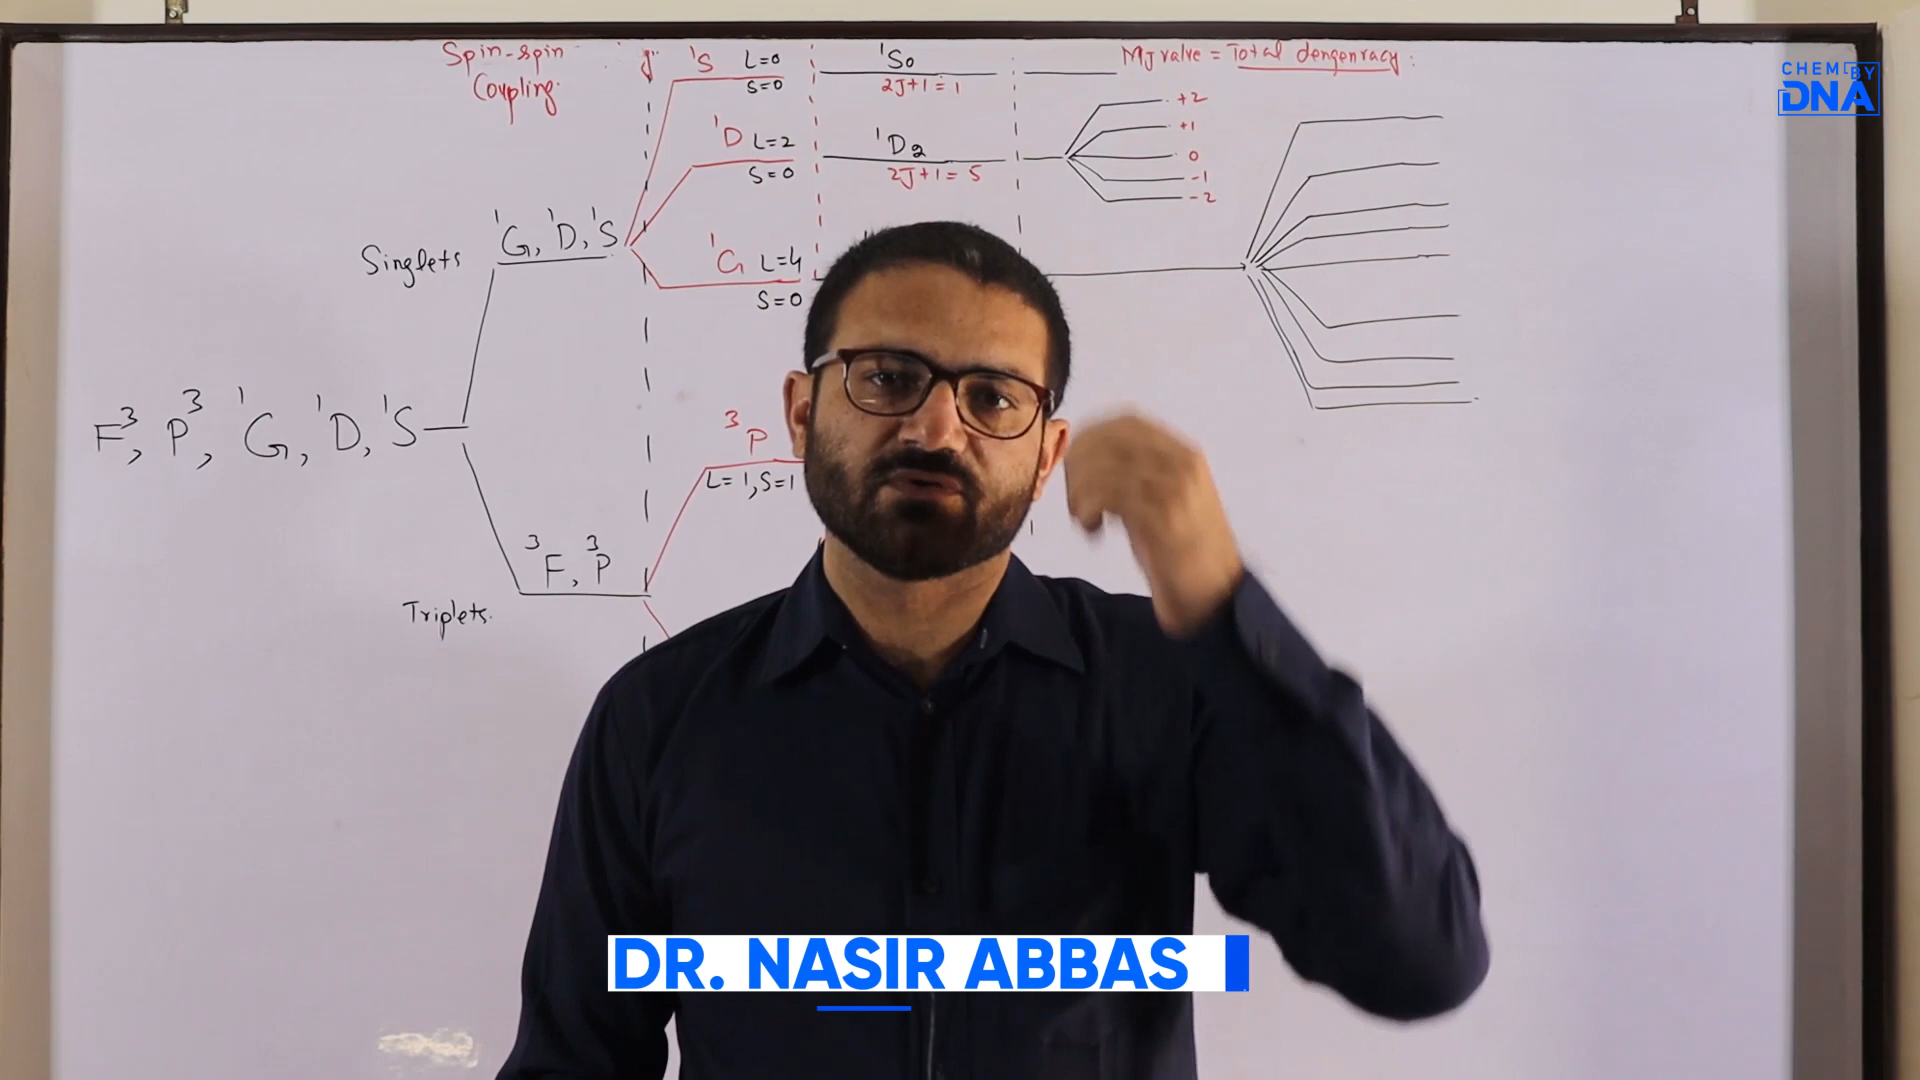 Spin-spin
Coupling
¹S L=0
S=0
¹S₀
2J+1=1
MJ valve = Total dengenracy:
CHEM BY
DNA
¹D L=2
S=0
¹D₂
2J+1=5
+2
+1
0
-1
-2
Singlets
¹G, ¹D, ¹S
¹G L=4
S=0
F³, P³, ¹G, ¹D, ¹S
³P
L=1, S=1
³F, ³P
Triplets.
DR. NASIR ABBAS